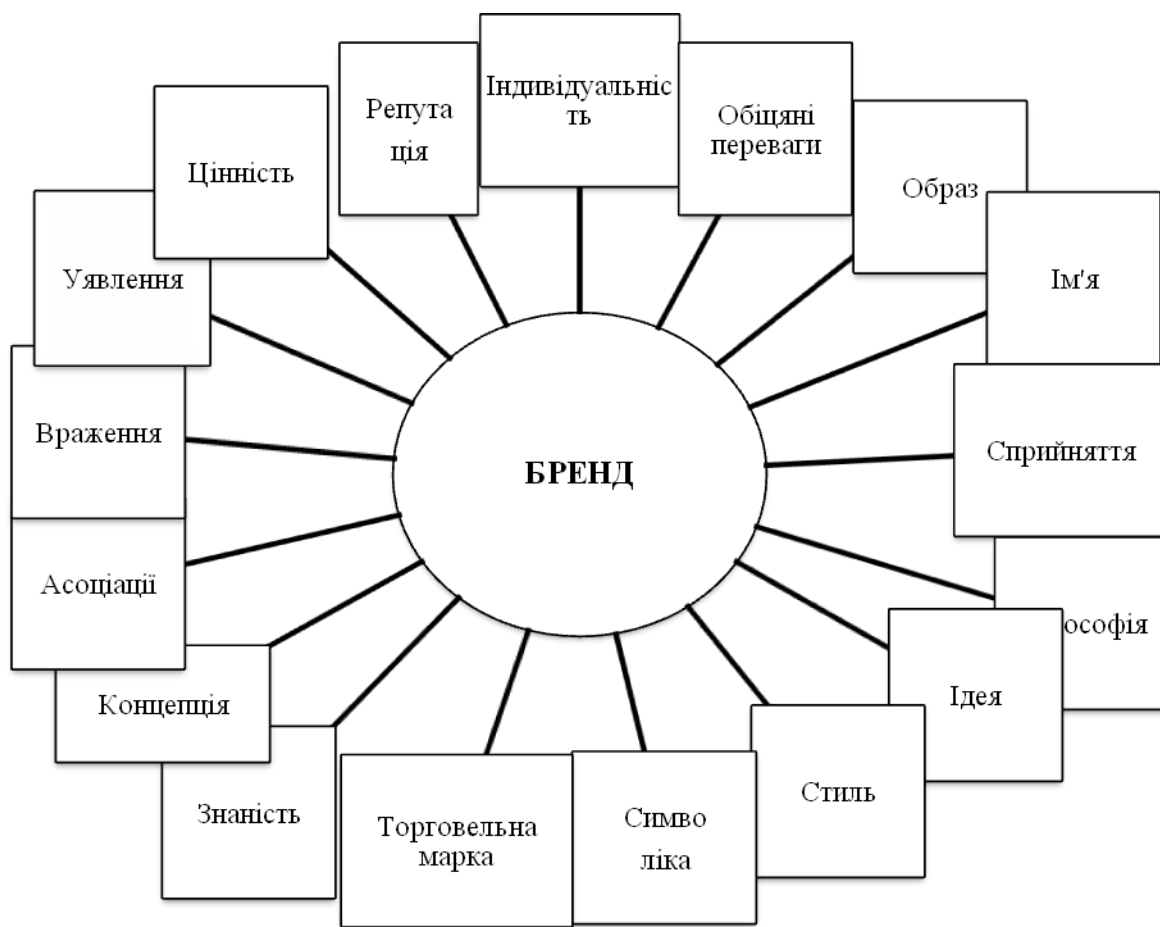 Індивідуальніс
ть
Репута
ція
Обіцяні
переваги
Цінність
Образ
Ім'я
Уявлення
Враження
Сприйняття
БРЕНД
Асоціації
ософія
Ідея
Концепція
Стиль
Знаність
Торговельна
марка
Симво
ліка